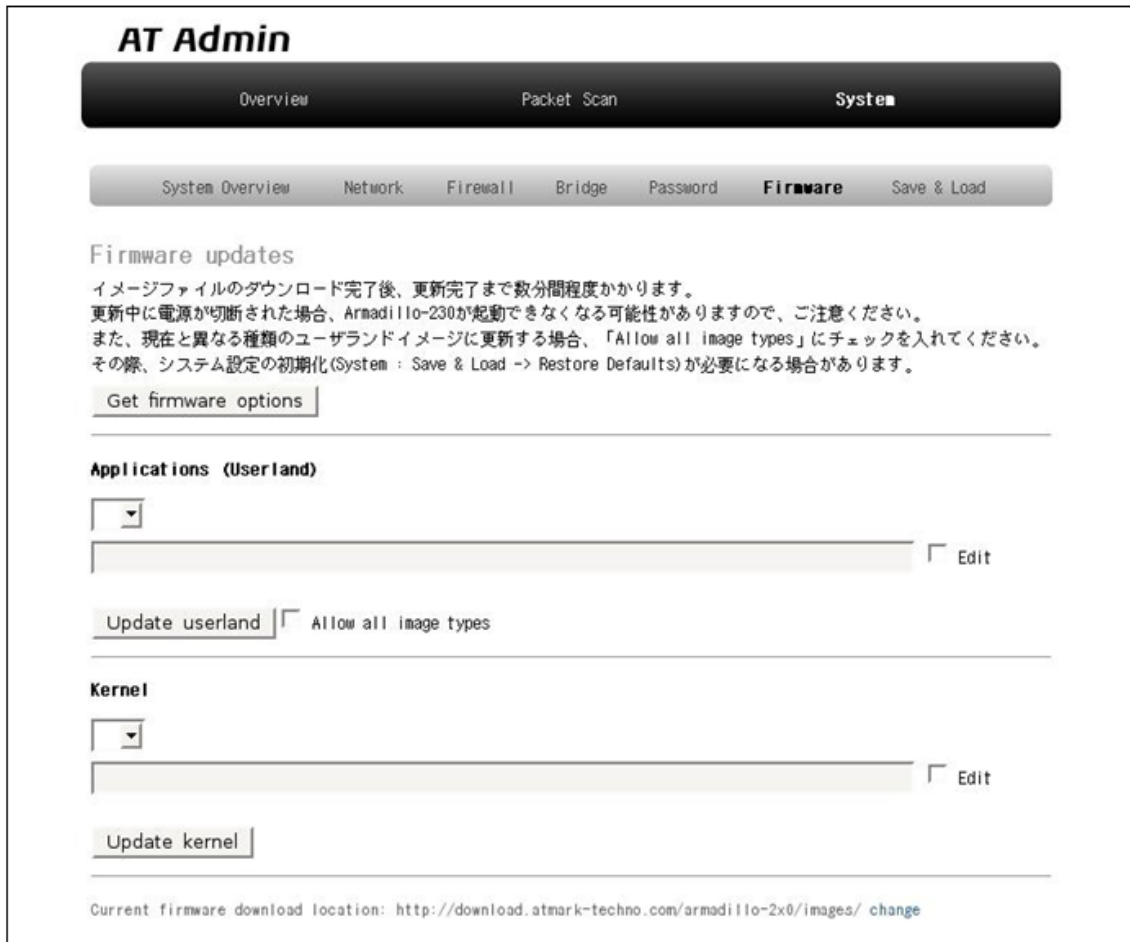 AT Admin
Overview Packet Scan System
System Overview Network Firewall Bridge Password Firmware Save & Load
Firmware updates
イメージファイルのダウンロード完了後、更新完了まで数分間程度かかります。
更新中に電源が切断された場合、Armadillo-230が起動できなくなる可能性がありますので、ご注意ください。
また、現在と異なる種類のユーザランドイメージに更新する場合、「Allow all image types」にチェックを入れてください。
その際、システム設定の初期化(System : Save & Load -> Restore Defaults)が必要になる場合があります。
Get firmware options
Applications (Userland)
Edit
Update userland Allow all image types
Kernel
Edit
Update kernel
Current firmware download location: http://download.atmark-techno.com/armadillo-2x0/images/ change